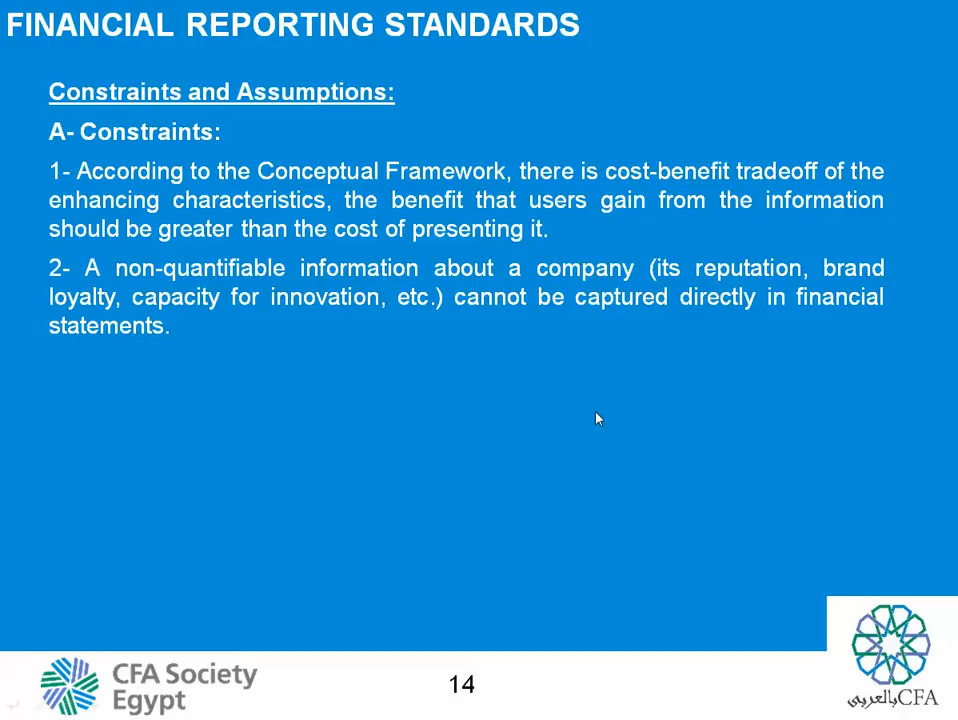 FINANCIAL REPORTING STANDARDS
Constraints and Assumptions:
A- Constraints:
1- According to the Conceptual Framework, there is cost-benefit tradeoff of the
enhancing characteristics, the benefit that users gain from the information
should be greater than the cost of presenting it.
2- A non-quantifiable information about a company (its reputation, brand
loyalty, capacity for innovation, etc.) cannot be captured directly in financial
statements.
CFA Society
Egypt
14
CFA بالعربي